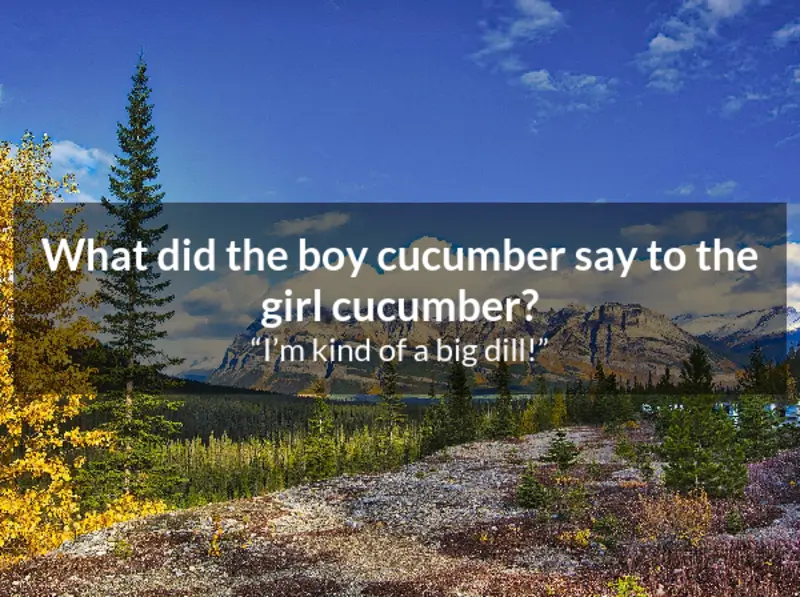 What did the boy cucumber say to the
girl cucumber?
“I’m kind of a big dill!”